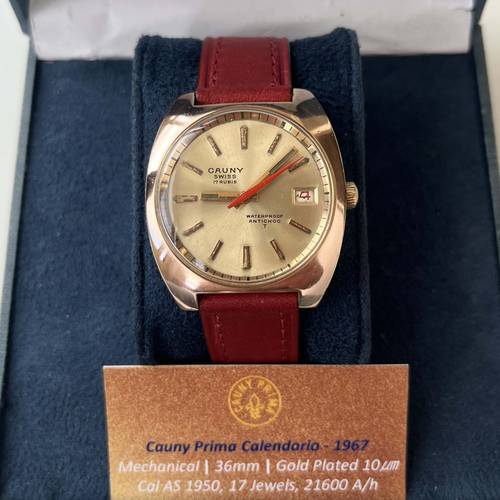 CAUNY
SWISS
17 RUBIS
WATERPROOF
ANTICHOC
CAUNY PRIMA
Cauny Prima Calendario - 1967
Mechanical | 36mm | Gold Plated 10µm
Cal AS 1950, 17 Jewels, 21600 A/h